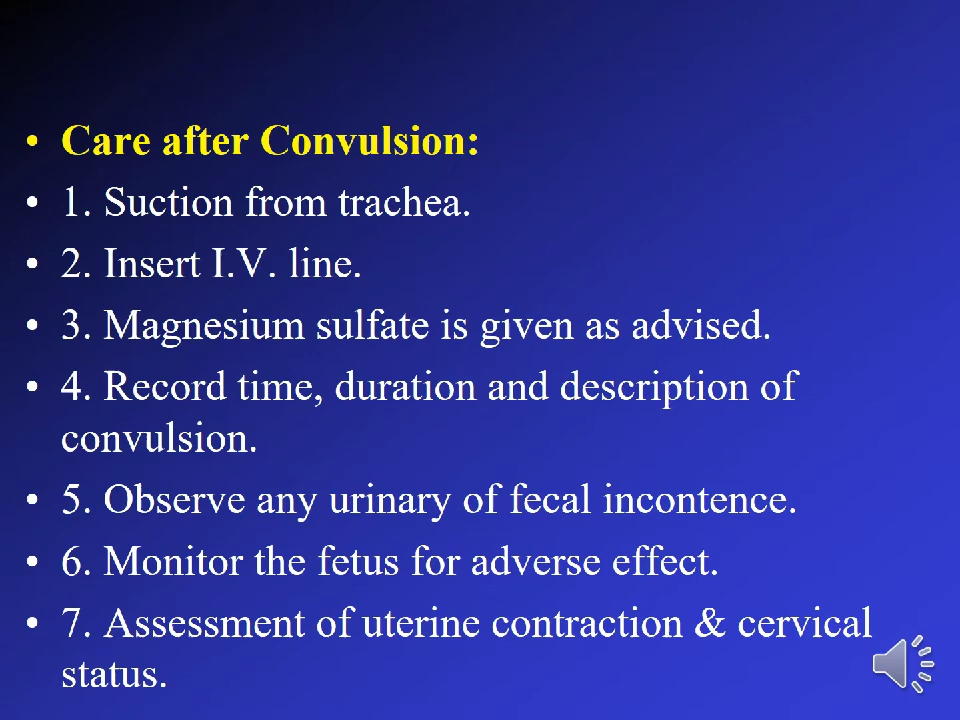 • Care after Convulsion:
• 1. Suction from trachea.
• 2. Insert I.V. line.
• 3. Magnesium sulfate is given as advised.
• 4. Record time, duration and description of
convulsion.
• 5. Observe any urinary of fecal incontence.
• 6. Monitor the fetus for adverse effect.
• 7. Assessment of uterine contraction & cervical
status.